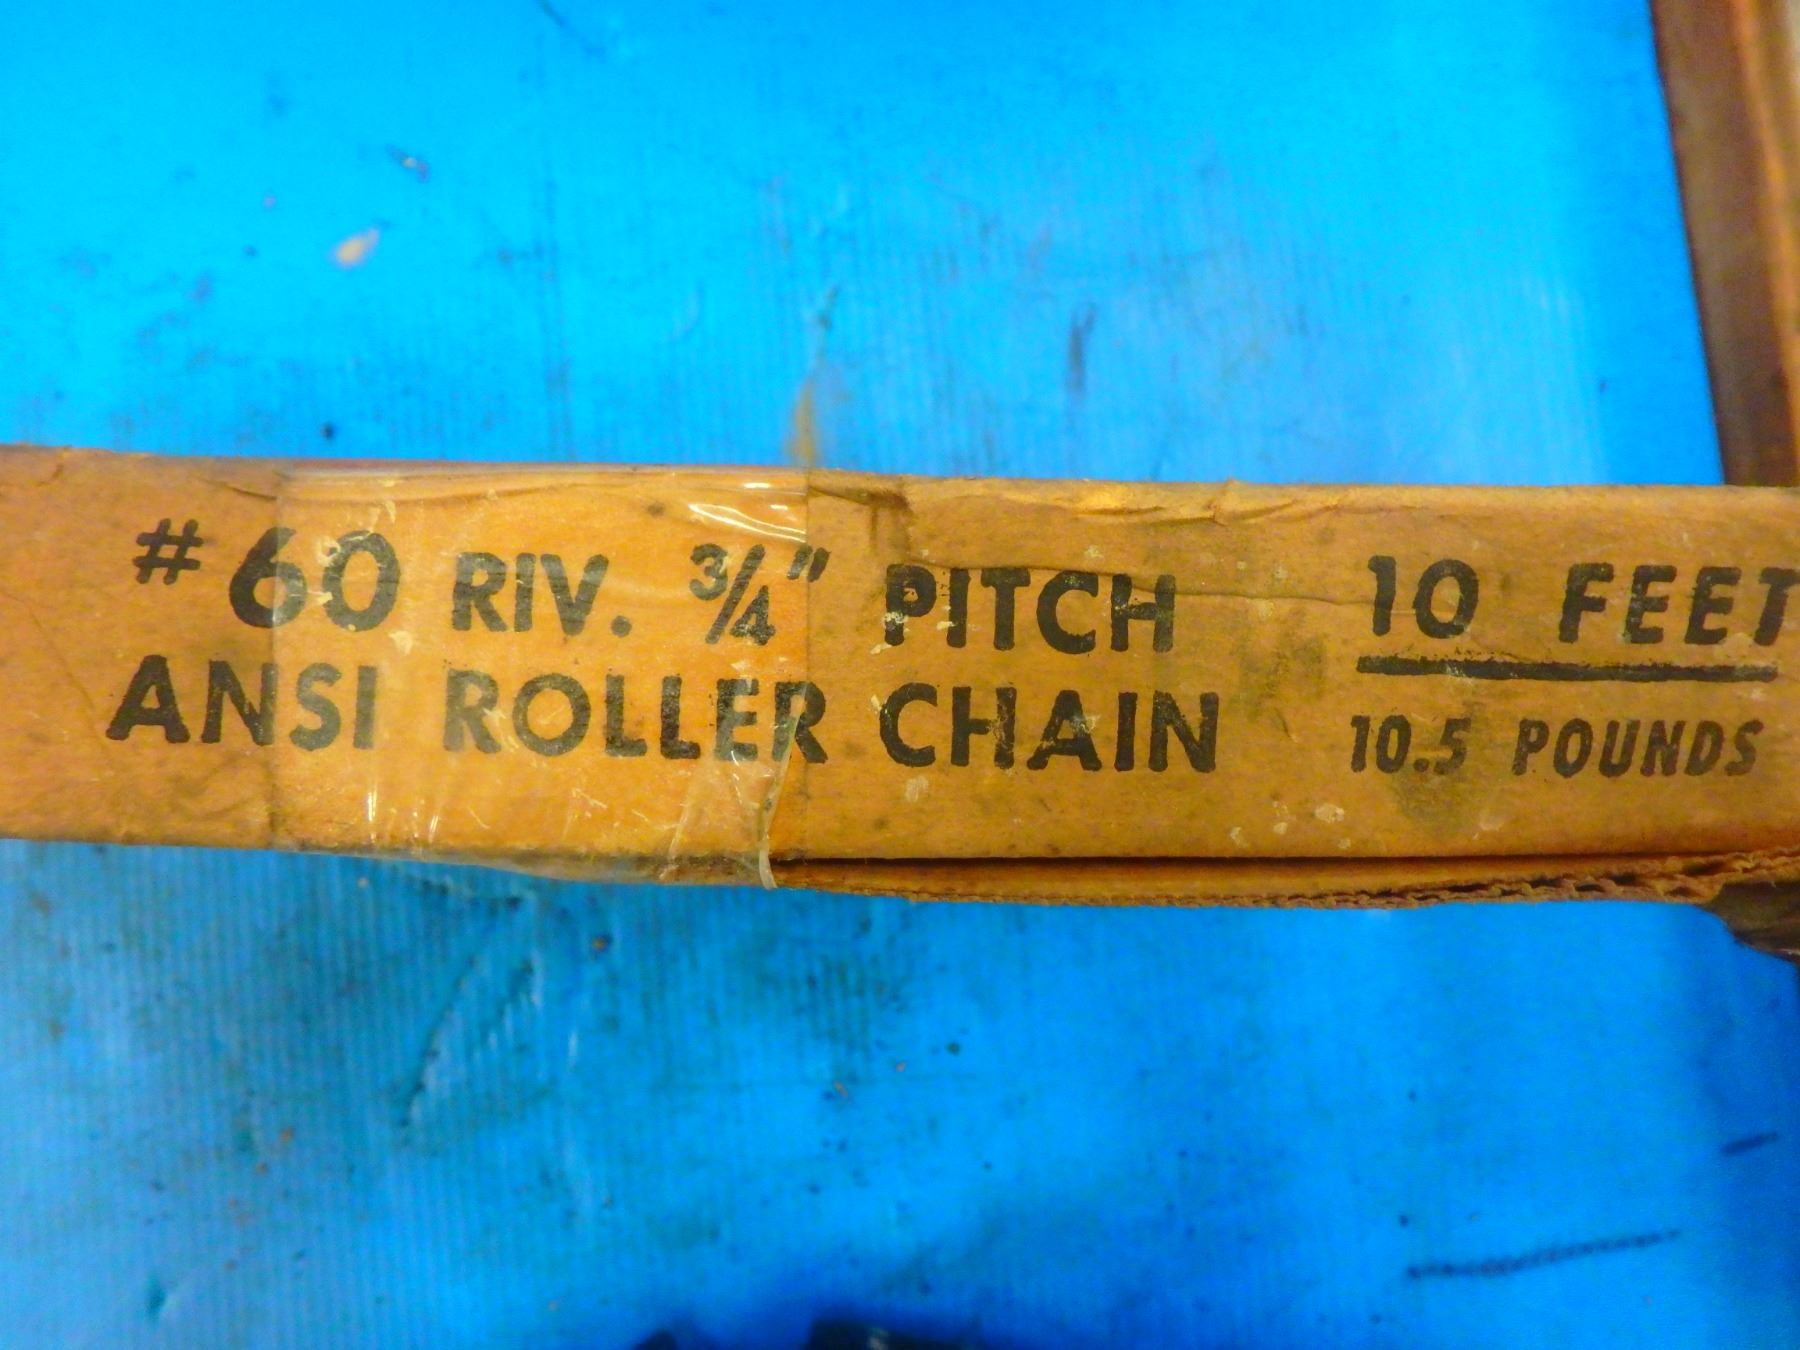 #60 RIV. 3/4" PITCH 10 FEET
ANSI ROLLER CHAIN 10.5 POUNDS